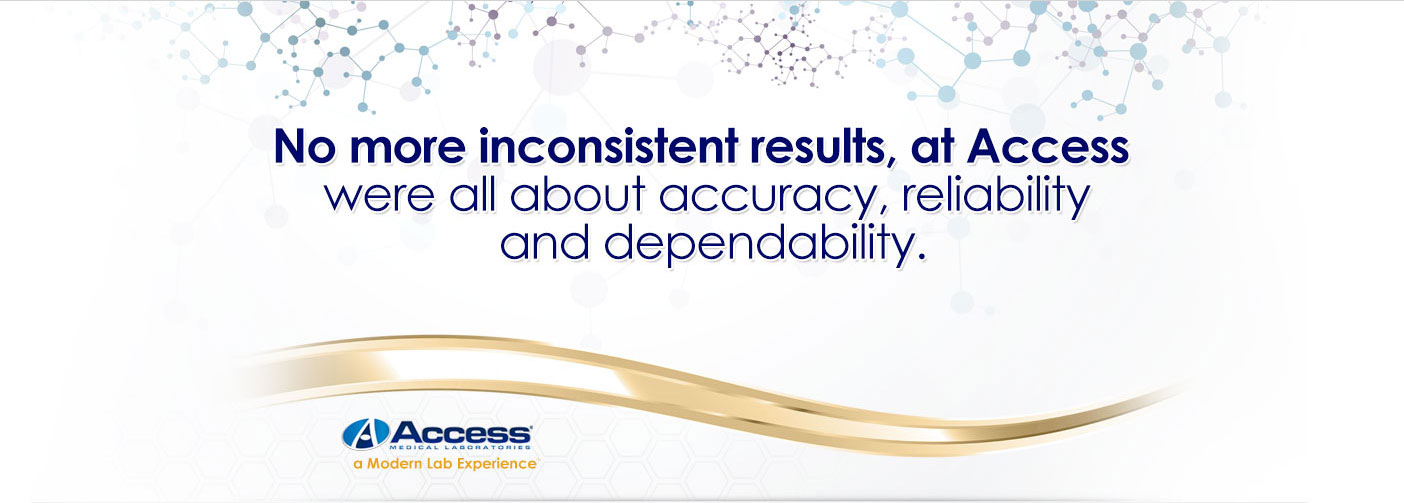 No more inconsistent results, at Access
were all about accuracy, reliability
and dependability.
Access®
MEDICAL LABORATORIES
a Modern Lab Experience